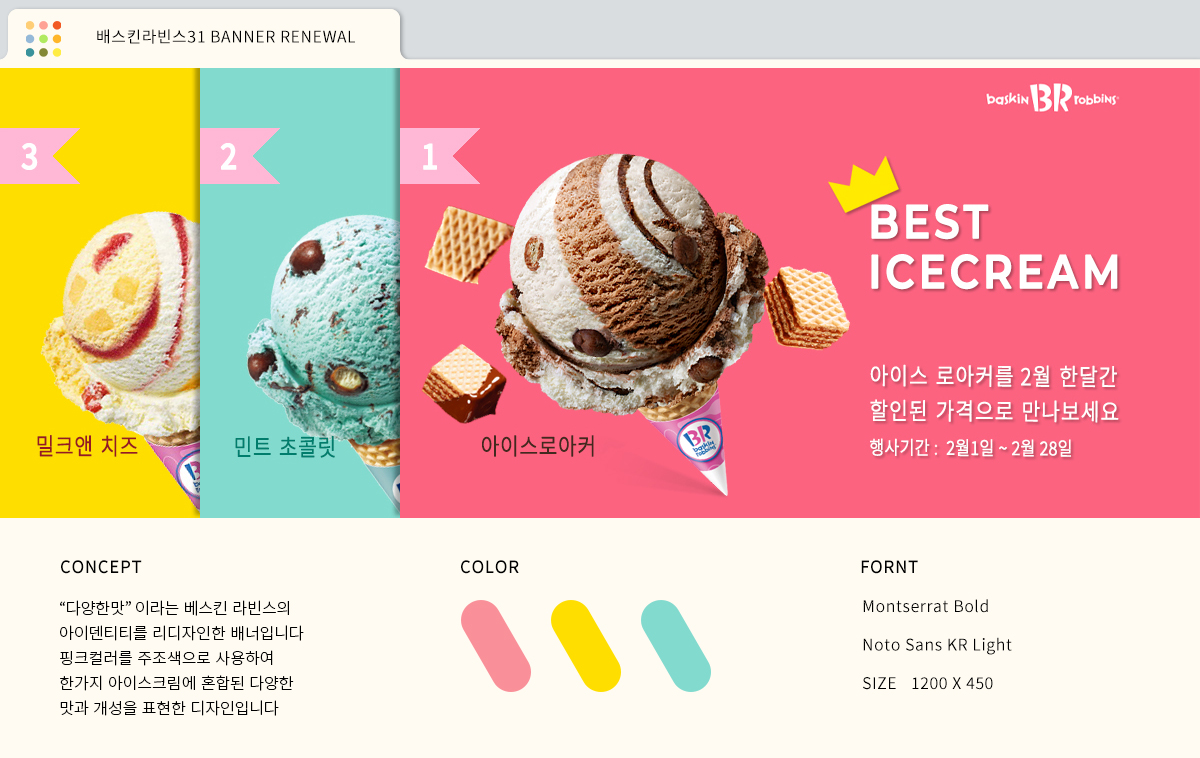 배스킨라빈스31 BANNER RENEWAL
3
2
1
baskin BR robbins
BEST
ICECREAM
아이스 로아커를 2월 한달간
할인된 가격으로 만나보세요
행사기간 : 2월1일 ~ 2월 28일
밀크앤 치즈
민트 초콜릿
아이스로아커
BR
baskin
robbins
CONCEPT
“다양한맛” 이라는 베스킨 라빈스의
아이덴티티를 리디자인한 배너입니다
핑크컬러를 주조색으로 사용하여
한가지 아이스크림에 혼합된 다양한
맛과 개성을 표현한 디자인입니다
COLOR
FORNT
Montserrat Bold
Noto Sans KR Light
SIZE 1200 X 450